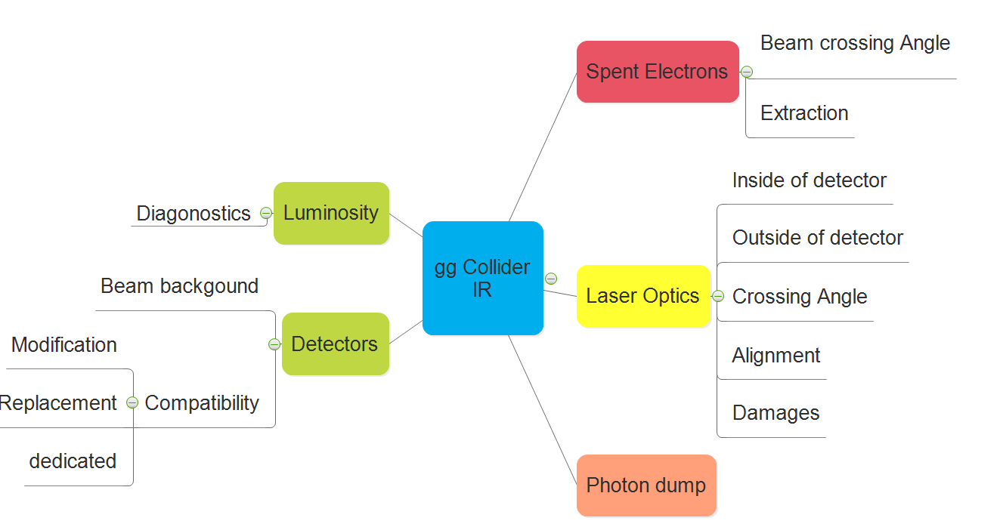 Beam crossing Angle
Spent Electrons
Extraction
Inside of detector
Diagonostics
Luminosity
Outside of detector
gg Collider
IR
Beam backgound
Laser Optics
Crossing Angle
Modification
Detectors
Alignment
Replacement
Compatibility
Damages
dedicated
Photon dump